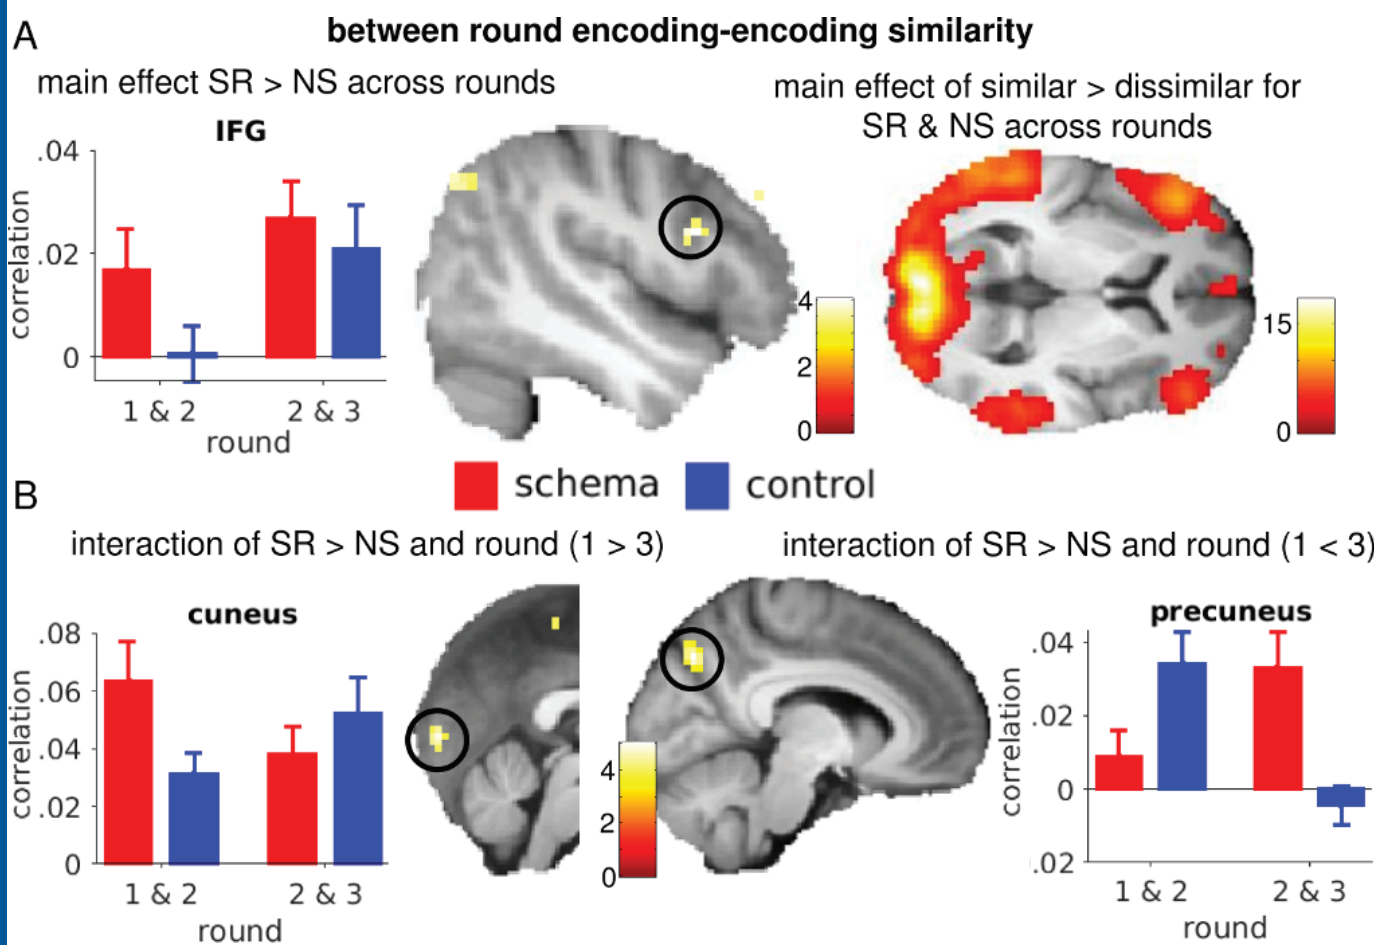 A
between round encoding-encoding similarity
main effect SR > NS across rounds
main effect of similar > dissimilar for
SR & NS across rounds
IFG
correlation
.04
.02
0
1 & 2
2 & 3
round
4
2
0
15
0
schema
control
B
interaction of SR > NS and round (1 > 3)
interaction of SR > NS and round (1 < 3)
cuneus
correlation
.08
.06
.04
.02
0
1 & 2
2 & 3
round
4
2
0
precuneus
correlation
.04
.02
0
.02
1 & 2
2 & 3
round